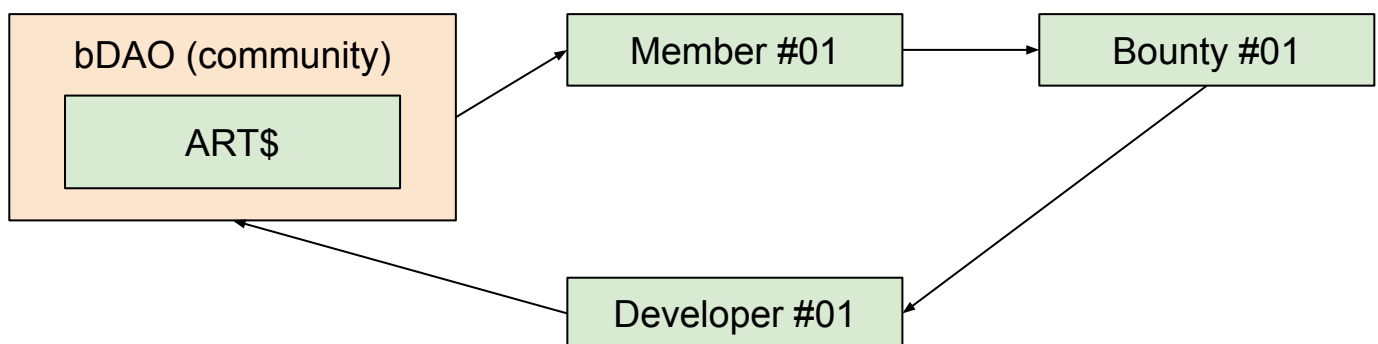 bDAO (community)
ART$
Member #01
Bounty #01
Developer #01